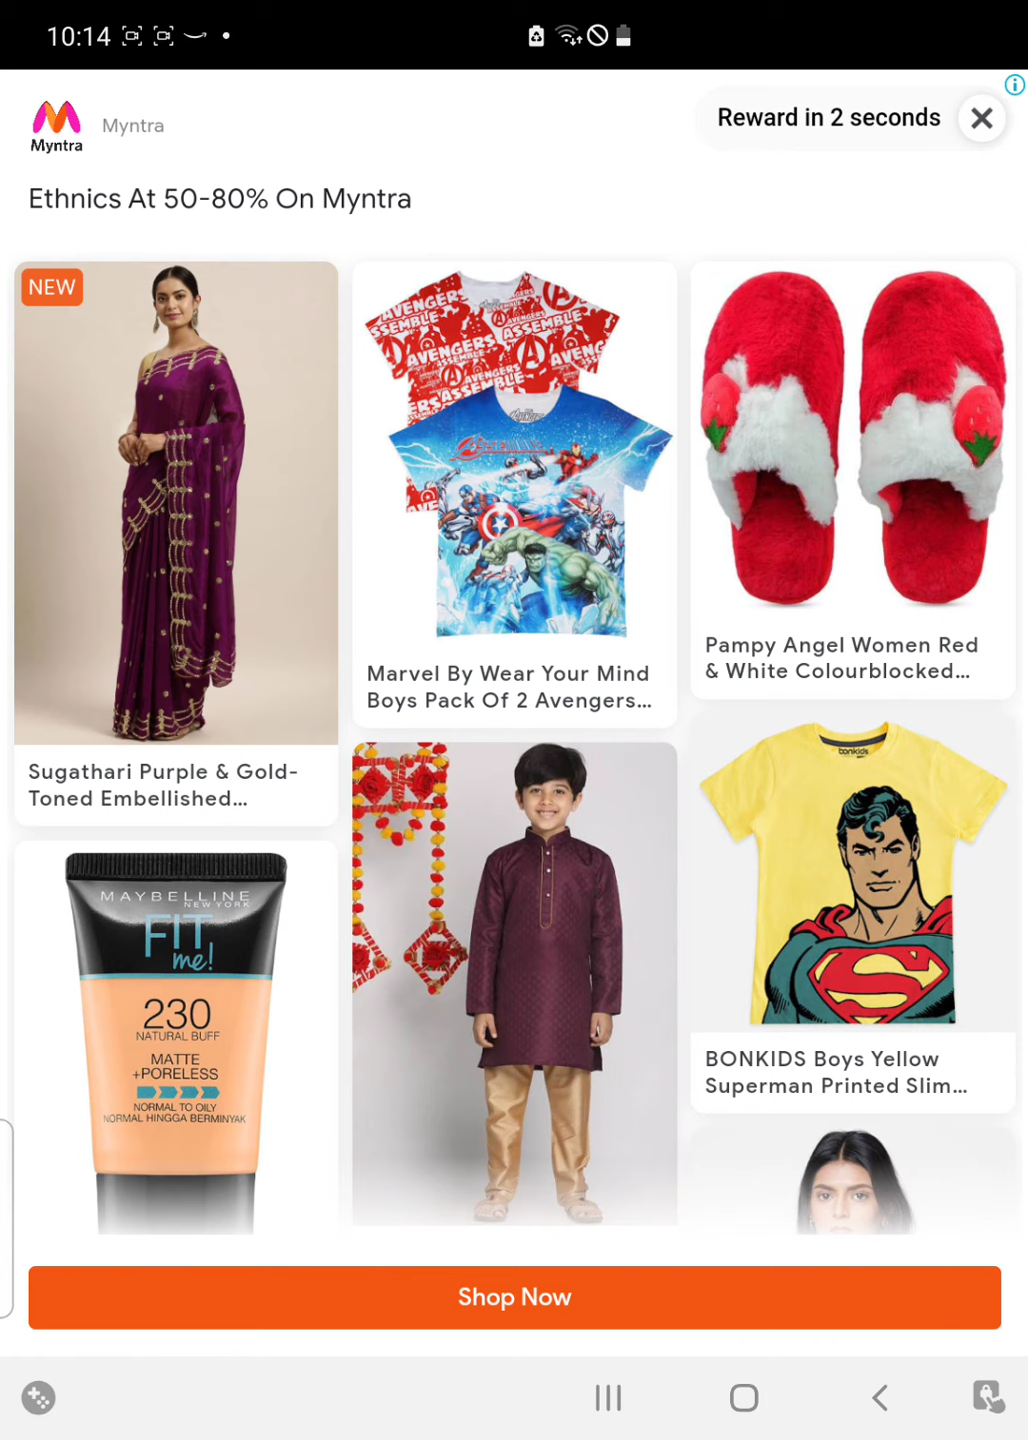 10:14
Myntra
Myntra
Reward in 2 seconds
Ethnics At 50-80% On Myntra
NEW
Sugathari Purple & Gold-
Toned Embellished...
AVENGERS
ASSEMBLE
Marvel By Wear Your Mind
Boys Pack Of 2 Avengers...
Pampy Angel Women Red
& White Colourblocked...
MAYBELLINE
NEW YORK
FIT
me!
230
NATURAL BUFF
MATTE
+PORELESS
NORMAL TO OILY
NORMAL HINGGA BERMINYAK
bonkids
BONKIDS Boys Yellow
Superman Printed Slim...
Shop Now